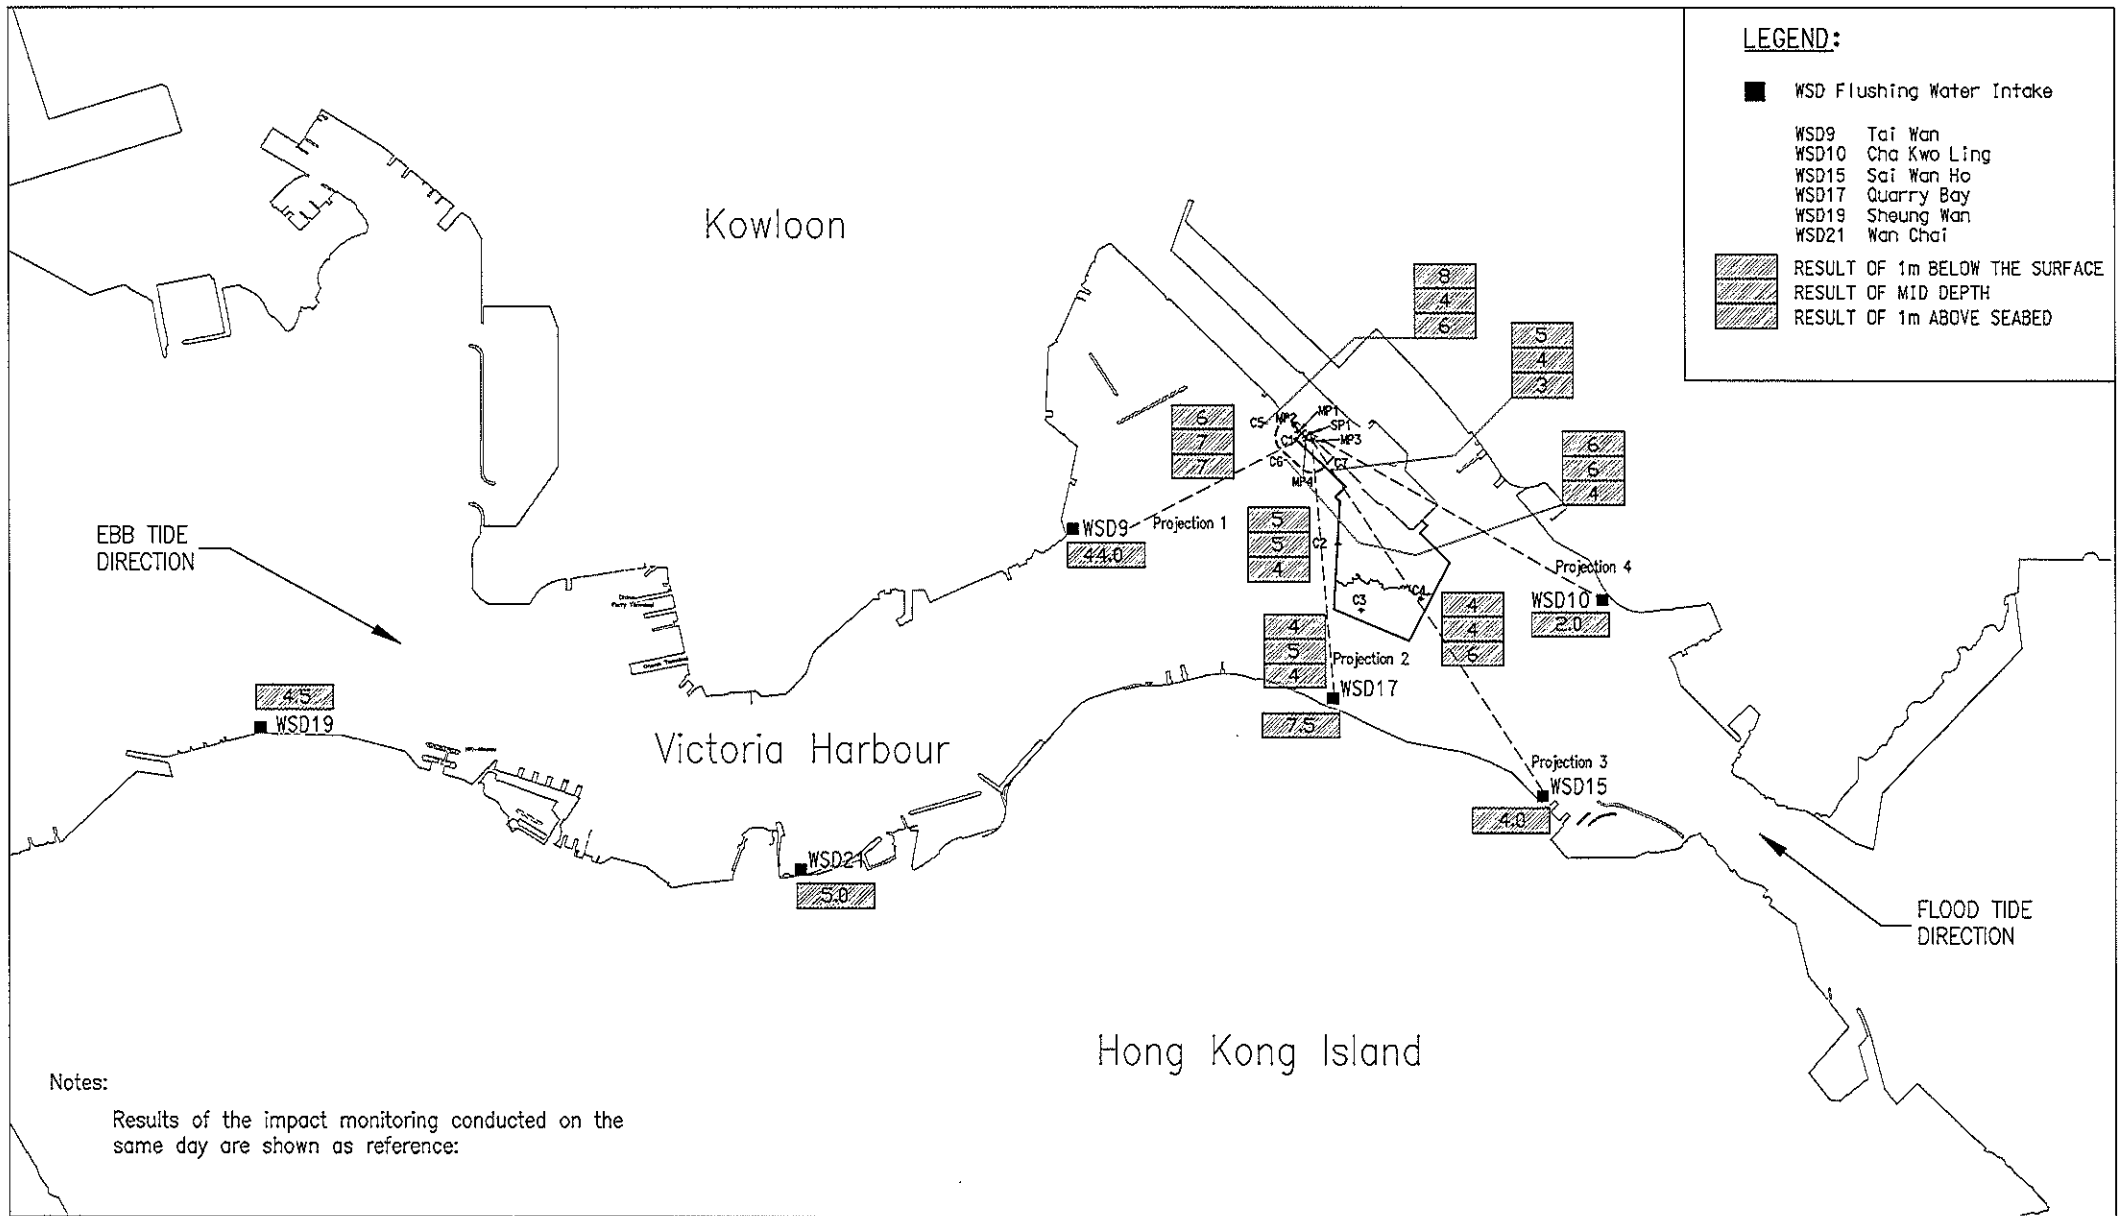 LEGEND:
WSD Flushing Water Intake
WSD9 Tai Wan
WSD10 Cha Kwo Ling
WSD15 Sai Wan Ho
WSD17 Quarry Bay
WSD19 Sheung Wan
WSD21 Wan Chai
RESULT OF 1m BELOW THE SURFACE
RESULT OF MID DEPTH
RESULT OF 1m ABOVE SEABED
Kowloon
8
4
6
5
4
3
6
7
7
C5
MP2
MP1
SP1
C1
MP3
C6
C7
MP4
6
6
4
WSD9
Projection 1
44.0
5
5
4
C2
EBB TIDE
DIRECTION
Projection 4
WSD10
2.0
C3
C4
4
4
6
4
5
4
Projection 2
WSD17
7.5
4.5
WSD19
Victoria Harbour
Projection 3
WSD15
4.0
WSD21
5.0
FLOOD TIDE
DIRECTION
Hong Kong Island
Notes:
Results of the impact monitoring conducted on the
same day are shown as reference: